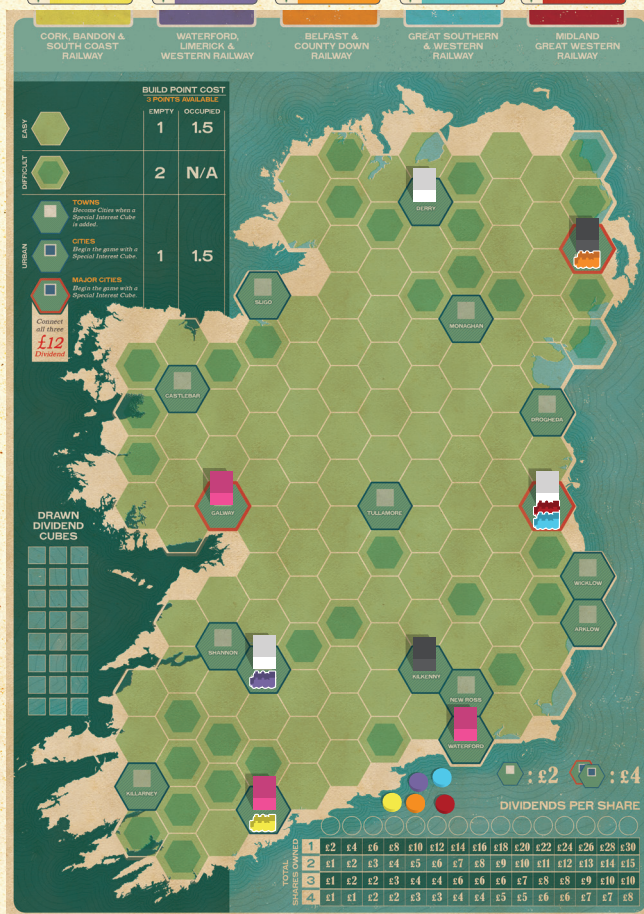 CORK, BANDON &
SOUTH COAST
RAILWAY
WATERFORD,
LIMERICK &
WESTERN RAILWAY
BELFAST &
COUNTY DOWN
RAILWAY
GREAT SOUTHERN
& WESTERN
RAILWAY
MIDLAND
GREAT WESTERN
RAILWAY
BUILD POINT COST
3 POINTS AVAILABLE
EMPTY OCCUPIED
EASY
1 1.5
DIFFICULT
2 N/A
URBAN
TOWNS
Become Cities when a
Special Interest Cube
is added.
CITIES
Begin the game with a
Special Interest Cube.
1 1.5
MAJOR CITIES
Begin the game with a
Special Interest Cube.
Connect
all three
£12
Dividend
DERRY
SLIGO
MONAGHAN
CASTLEBAR
DROGHEDA
GALWAY
TULLAMORE
DRAWN
DIVIDEND
CUBES
WICKLOW
ARKLOW
SHANNON
KILKENNY
NEW ROSS
WATERFORD
KILLARNEY
: £2 : £4
DIVIDENDS PER SHARE
TOTAL
SHARES OWNED
1 £2 £4 £6 £8 £10 £12 £14 £16 £18 £20 £22 £24 £26 £28 £30
2 £1 £2 £3 £4 £5 £6 £7 £8 £9 £10 £11 £12 £13 £14 £15
3 £1 £2 £2 £3 £4 £4 £6 £6 £6 £7 £8 £8 £9 £10 £10
4 £1 £1 £2 £2 £3 £3 £4 £4 £5 £5 £6 £6 £7 £7 £8